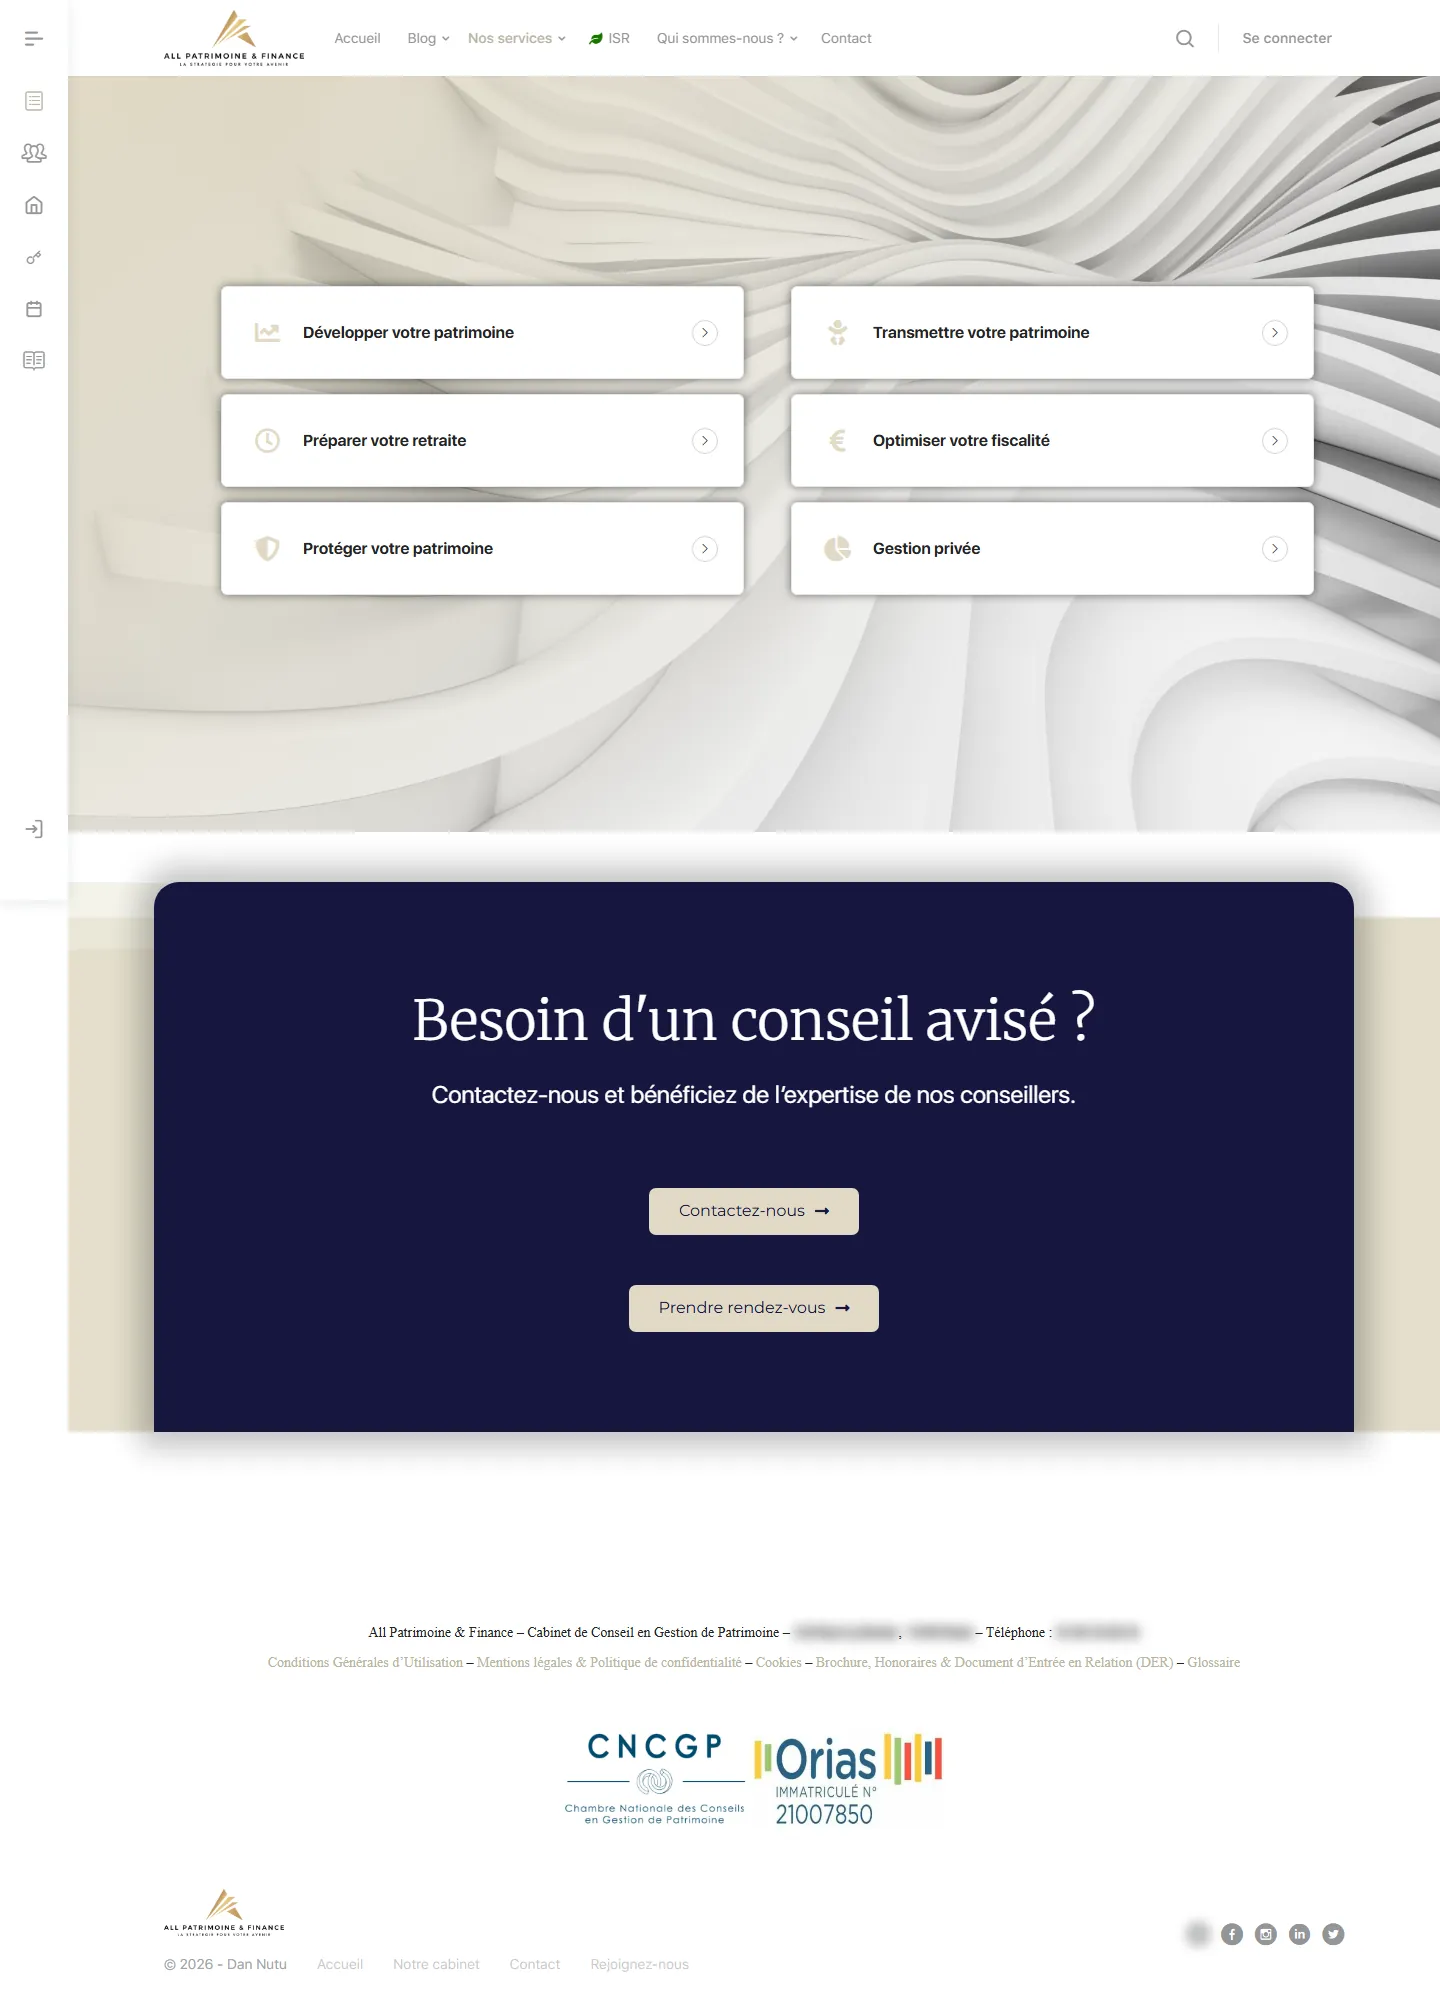 ALL PATRIMOINE & FINANCE
LA STRATÉGIE POUR VOTRE AVENIR
Accueil
Blog
Nos services
ISR
Qui sommes-nous ?
Contact
Se connecter
Développer votre patrimoine
Transmettre votre patrimoine
Préparer votre retraite
Optimiser votre fiscalité
Protéger votre patrimoine
Gestion privée
Besoin d'un conseil avisé ?
Contactez-nous et bénéficiez de l’expertise de nos conseillers.
Contactez-nous
Prendre rendez-vous
All Patrimoine & Finance – Cabinet de Conseil en Gestion de Patrimoine – , – Téléphone :
Conditions Générales d’Utilisation – Mentions légales & Politique de confidentialité – Cookies – Brochure, Honoraires & Document d’Entrée en Relation (DER) – Glossaire
CNCGP
Chambre Nationale des Conseils
en Gestion de Patrimoine
Orias
IMMATRICULÉ N°
21007850
ALL PATRIMOINE & FINANCE
LA STRATÉGIE POUR VOTRE AVENIR
© 2026 - Dan Nutu
Accueil
Notre cabinet
Contact
Rejoignez-nous